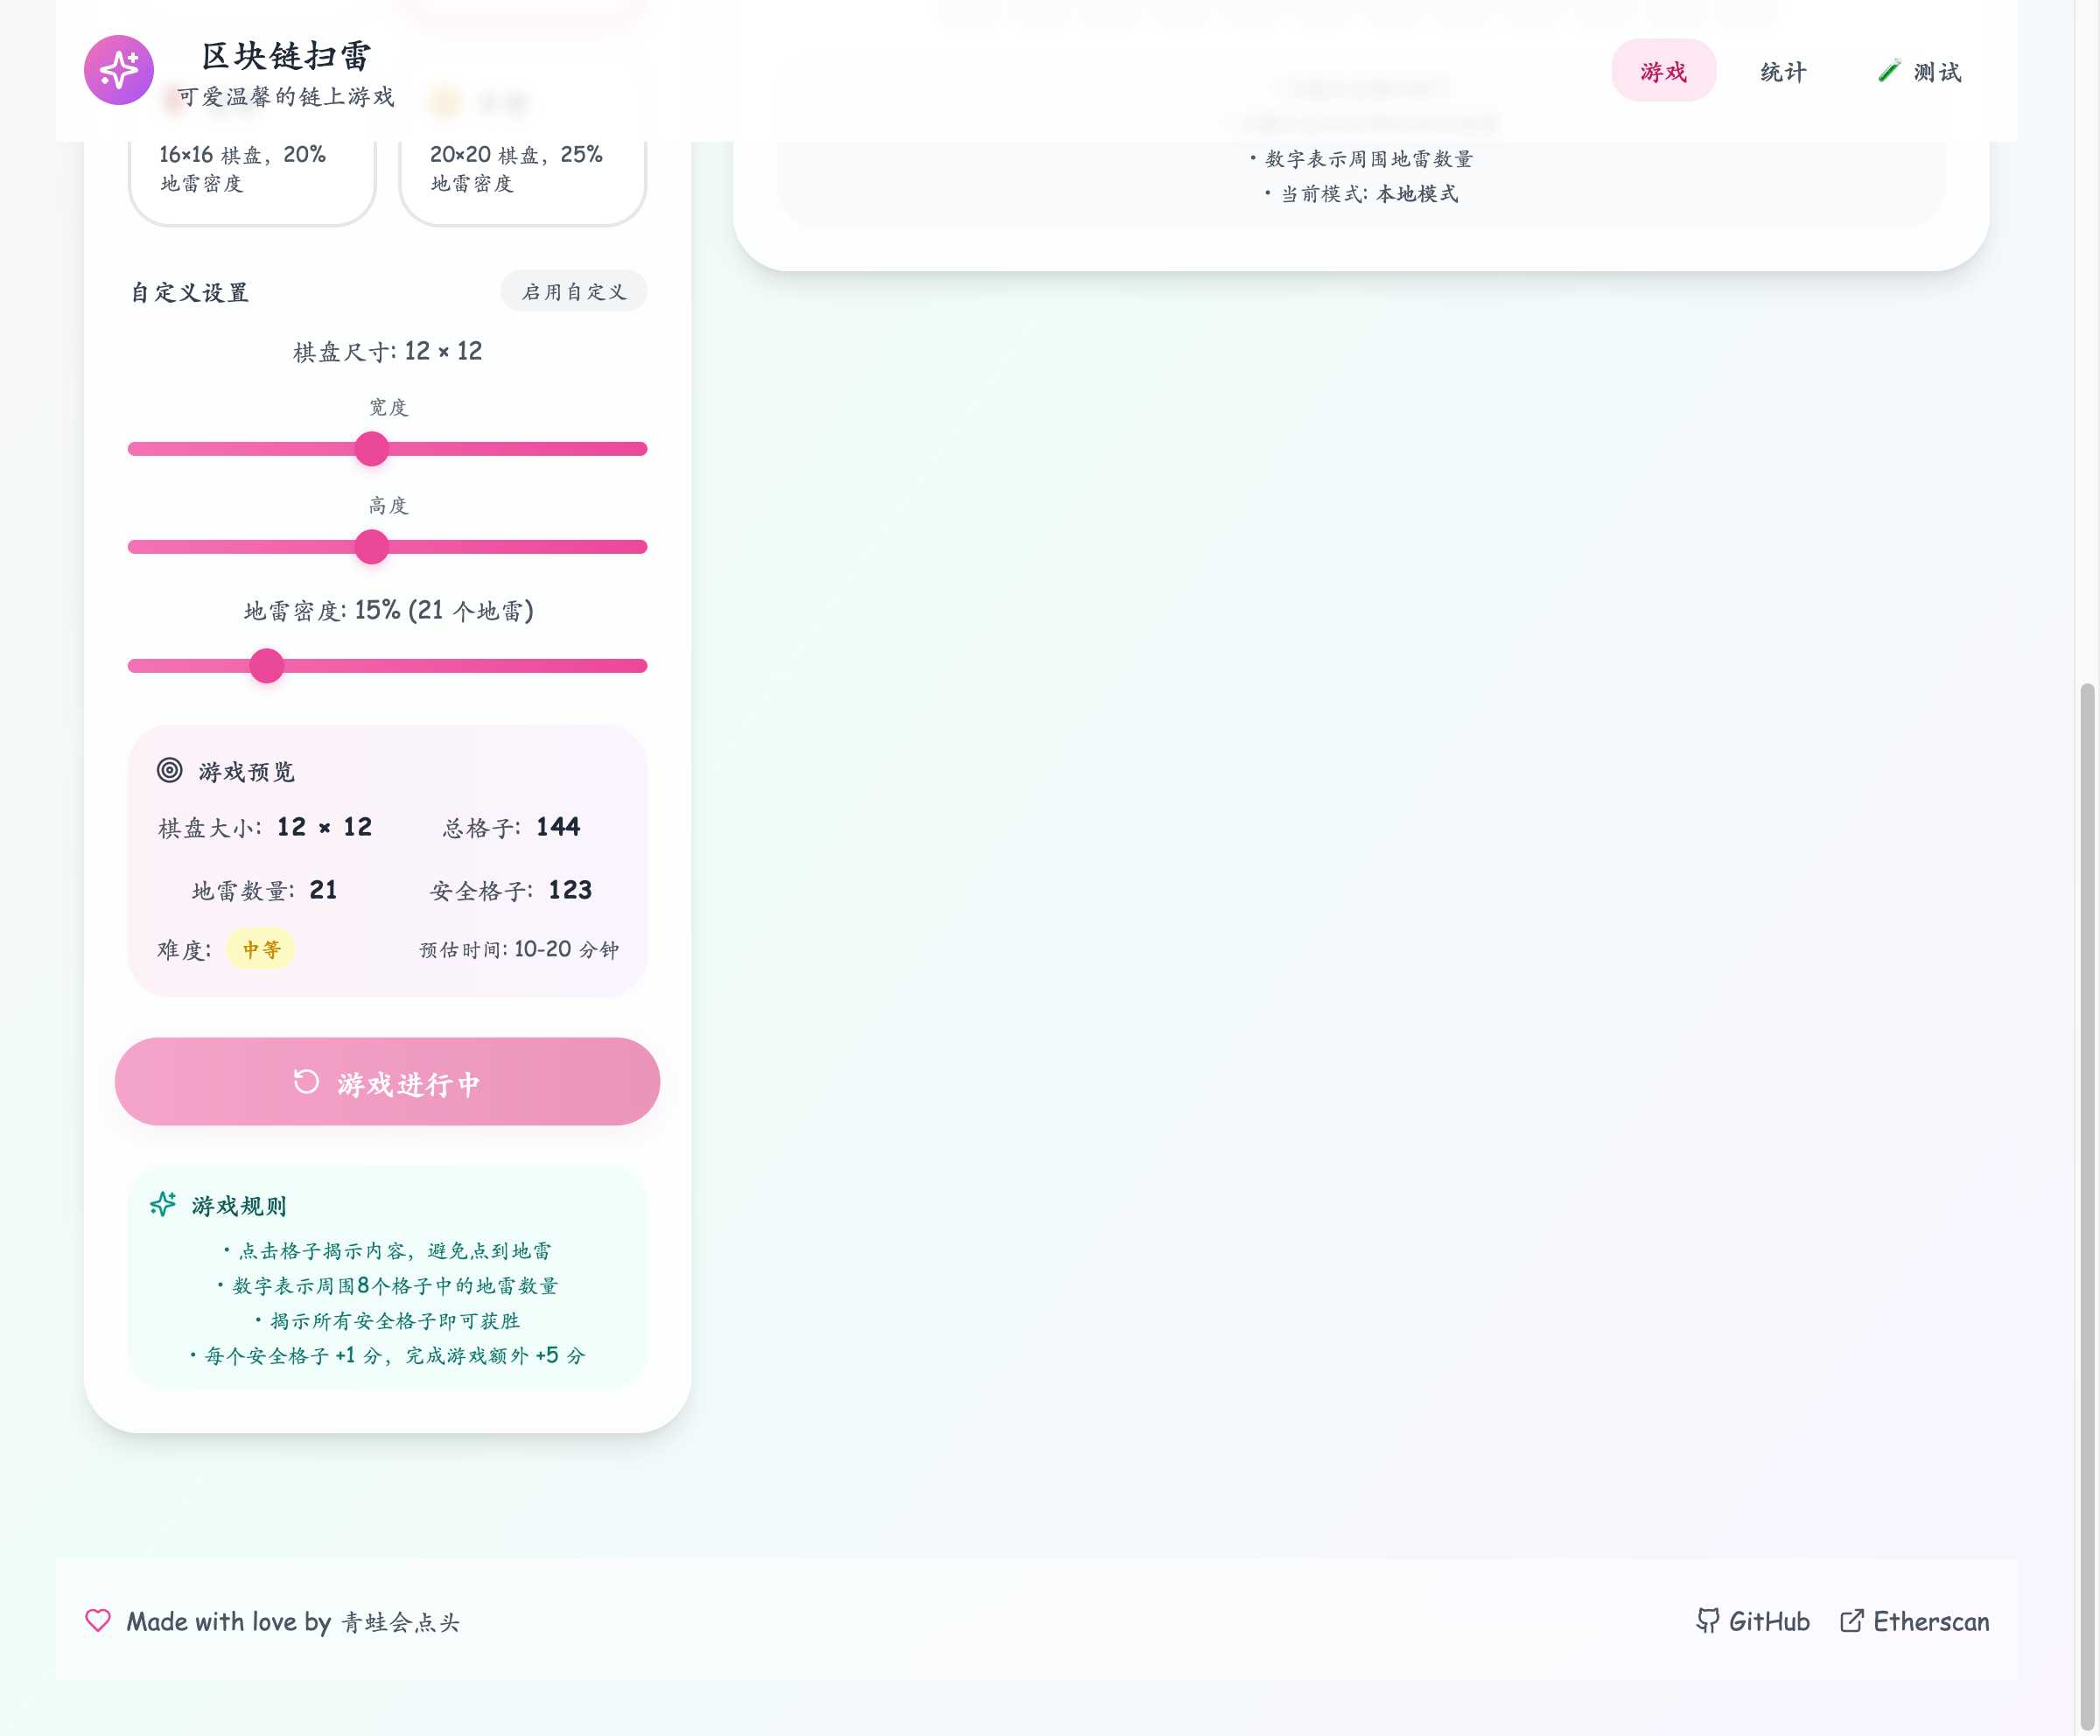 区块链扫雷
可爱温馨的链上游戏
游戏
统计
测试
16×16 棋盘，20%
地雷密度
20×20 棋盘，25%
地雷密度
• 数字表示周围地雷数量
• 当前模式: 本地模式
自定义设置
启用自定义
棋盘尺寸: 12 × 12
宽度
高度
地雷密度: 15% (21 个地雷)
游戏预览
棋盘大小: 12 × 12
总格子: 144
地雷数量: 21
安全格子: 123
难度: 中等
预估时间: 10-20 分钟
游戏进行中
游戏规则
• 点击格子揭示内容，避免点到地雷
• 数字表示周围8个格子中的地雷数量
• 揭示所有安全格子即可获胜
• 每个安全格子 +1 分，完成游戏额外 +5 分
Made with love by 青蛙会点头
GitHub
Etherscan